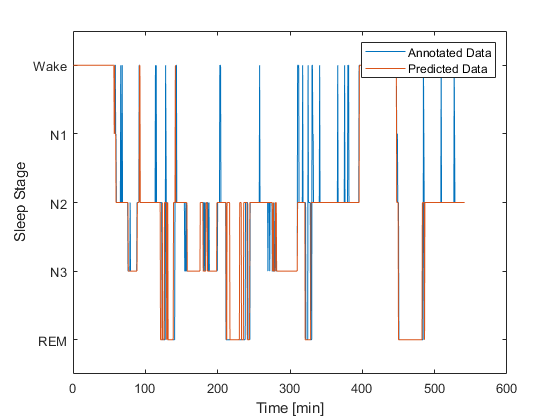 Annotated Data
Predicted Data
Wake
N1
N2
N3
REM
Sleep Stage
0 100 200 300 400 500 600
Time [min]